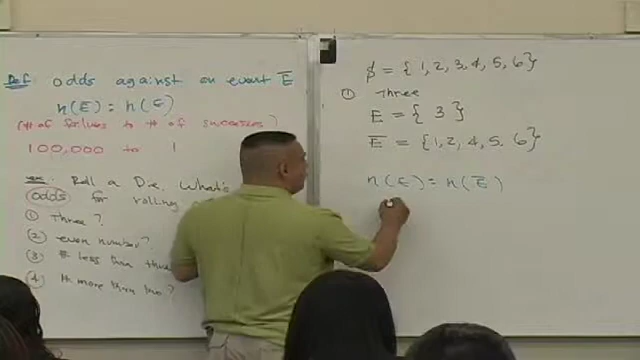 Def: odds against an event E̅
n(E̅) : n(E)
(# of failures to # of successes)
100,000 to 1
ex: Roll a Die. What's
odds for rolling
① Three?
② even number?
③ # less than three
④ # more than two?
$ = {1, 2, 3, 4, 5, 6}
① Three
E = {3}
E̅ = {1, 2, 4, 5. 6}
n(E) : n(E̅)